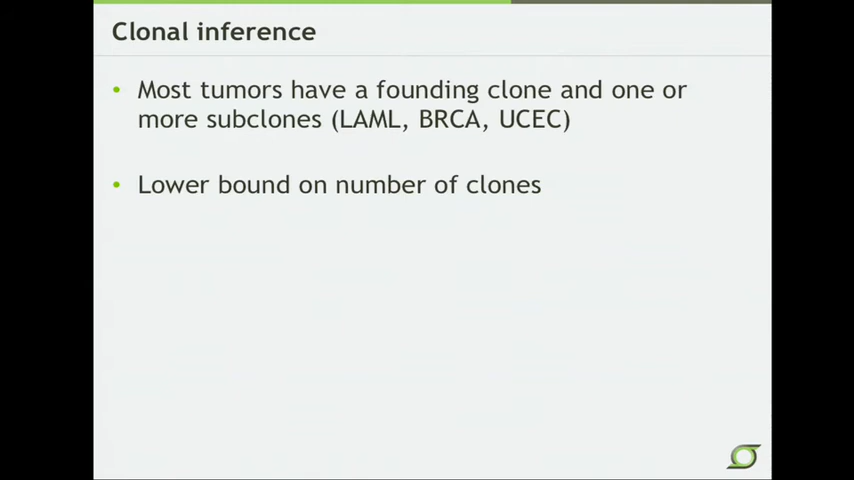 Clonal inference
• Most tumors have a founding clone and one or
more subclones (LAML, BRCA, UCEC)
• Lower bound on number of clones